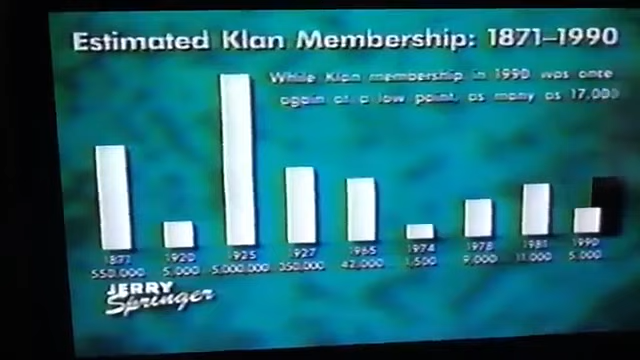 Estimated Klan Membership: 1871–1990
While Klan membership in 1990 was once
again at a low point, as many as 17,000
1871 1920 1925 1927 1965 1974 1978 1981 1990
550,000 5,000 5,000,000 350,000 42,000 1,500 9,000 11,000 5,000
JERRY
Springer